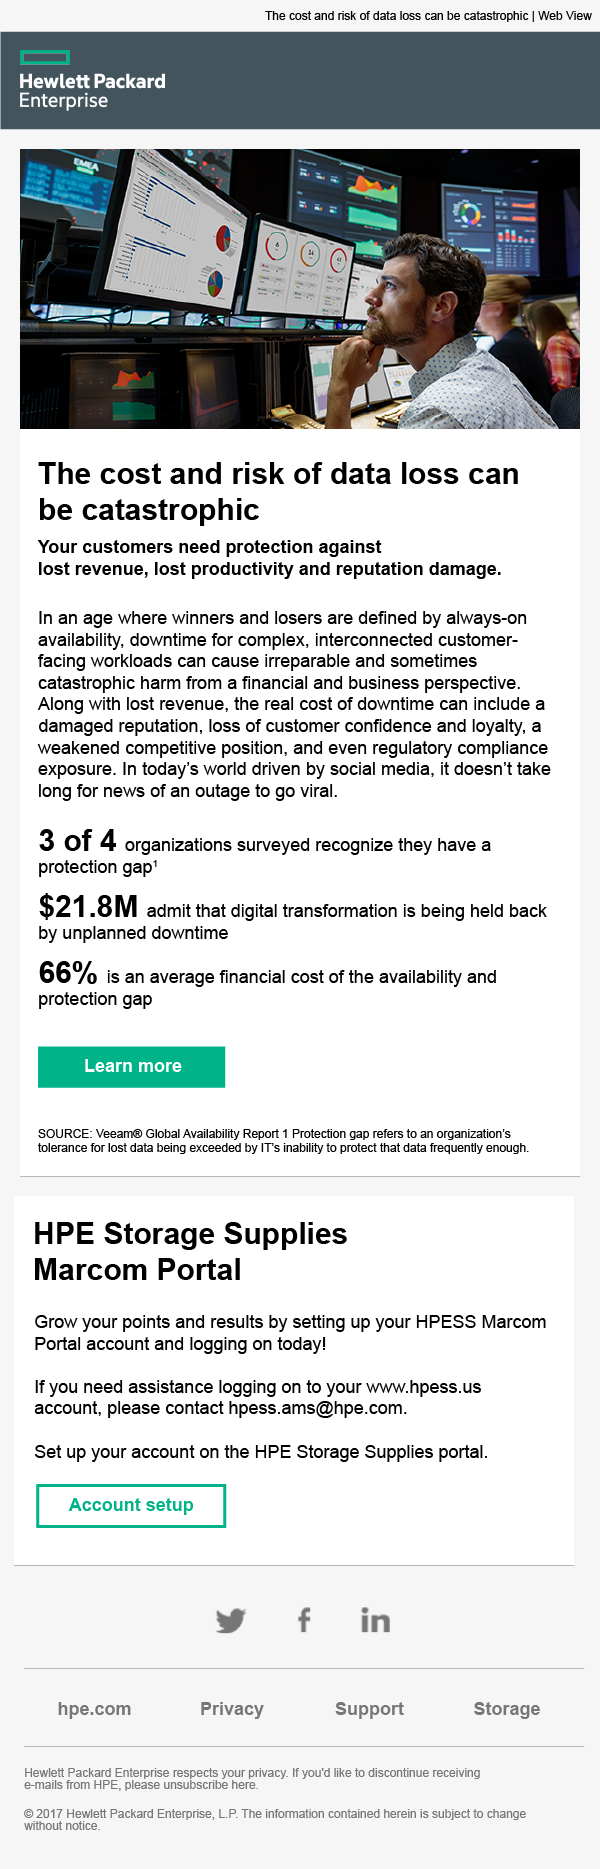 The cost and risk of data loss can be catastrophic | Web View
Hewlett Packard
Enterprise
EMEA
The cost and risk of data loss can
be catastrophic
Your customers need protection against
lost revenue, lost productivity and reputation damage.
In an age where winners and losers are defined by always-on
availability, downtime for complex, interconnected customer-
facing workloads can cause irreparable and sometimes
catastrophic harm from a financial and business perspective.
Along with lost revenue, the real cost of downtime can include a
damaged reputation, loss of customer confidence and loyalty, a
weakened competitive position, and even regulatory compliance
exposure. In today’s world driven by social media, it doesn’t take
long for news of an outage to go viral.
3 of 4 organizations surveyed recognize they have a
protection gap¹
$21.8M admit that digital transformation is being held back
by unplanned downtime
66% is an average financial cost of the availability and
protection gap
Learn more
SOURCE: Veeam® Global Availability Report 1 Protection gap refers to an organization’s
tolerance for lost data being exceeded by IT’s inability to protect that data frequently enough.
HPE Storage Supplies
Marcom Portal
Grow your points and results by setting up your HPESS Marcom
Portal account and logging on today!
If you need assistance logging on to your www.hpess.us
account, please contact hpess.ams@hpe.com.
Set up your account on the HPE Storage Supplies portal.
Account setup
hpe.com Privacy Support Storage
Hewlett Packard Enterprise respects your privacy. If you'd like to discontinue receiving
e-mails from HPE, please unsubscribe here.
© 2017 Hewlett Packard Enterprise, L.P. The information contained herein is subject to change
without notice.